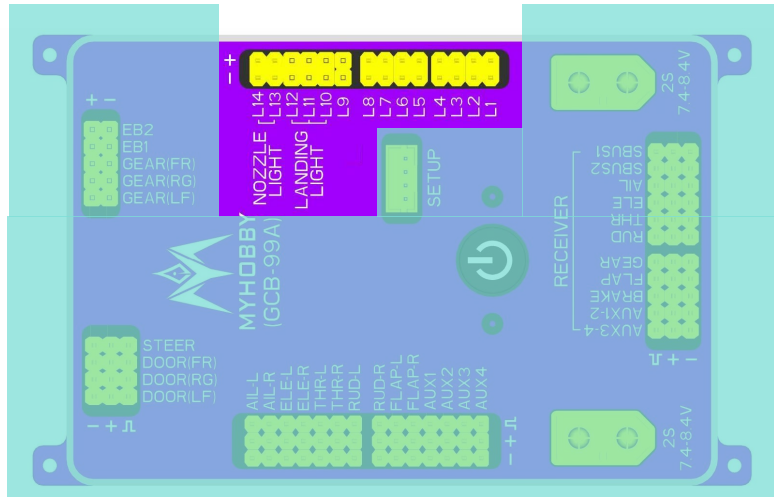 - +
L14
L13
L12
L11
L10
L9
L8
L7
L6
L5
L4
L3
L2
L1
NOZZLE
LIGHT
LANDING
LIGHT
SETUP
+ -
EB2
EB1
GEAR(FR)
GEAR(RG)
GEAR(LF)
2S
7.4-8.4V
RECEIVER
SBUS1
SBUS2
AIL
ELE
THR
RUD
GEAR
FLAP
BRAKE
AUX1-2
AUX3-4
+ -
MYHOBBY
(GCB-99A)
STEER
DOOR(FR)
DOOR(RG)
DOOR(LF)
- +
AIL-L
AIL-R
ELE-L
ELE-R
THR-L
THR-R
RUD-L
RUD-R
FLAP-L
FLAP-R
AUX1
AUX2
AUX3
AUX4
- +
2S
7.4-8.4V